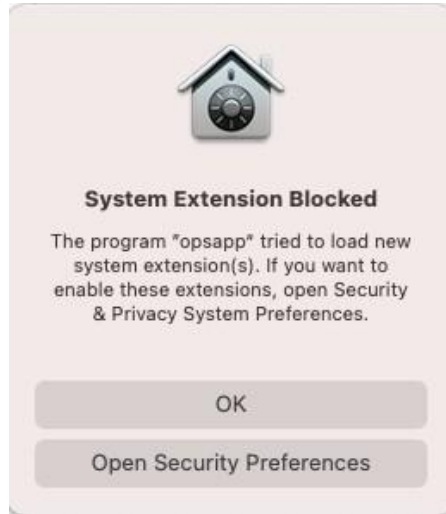 System Extension Blocked
The program "opsapp" tried to load new
system extension(s). If you want to
enable these extensions, open Security
& Privacy System Preferences.
OK
Open Security Preferences